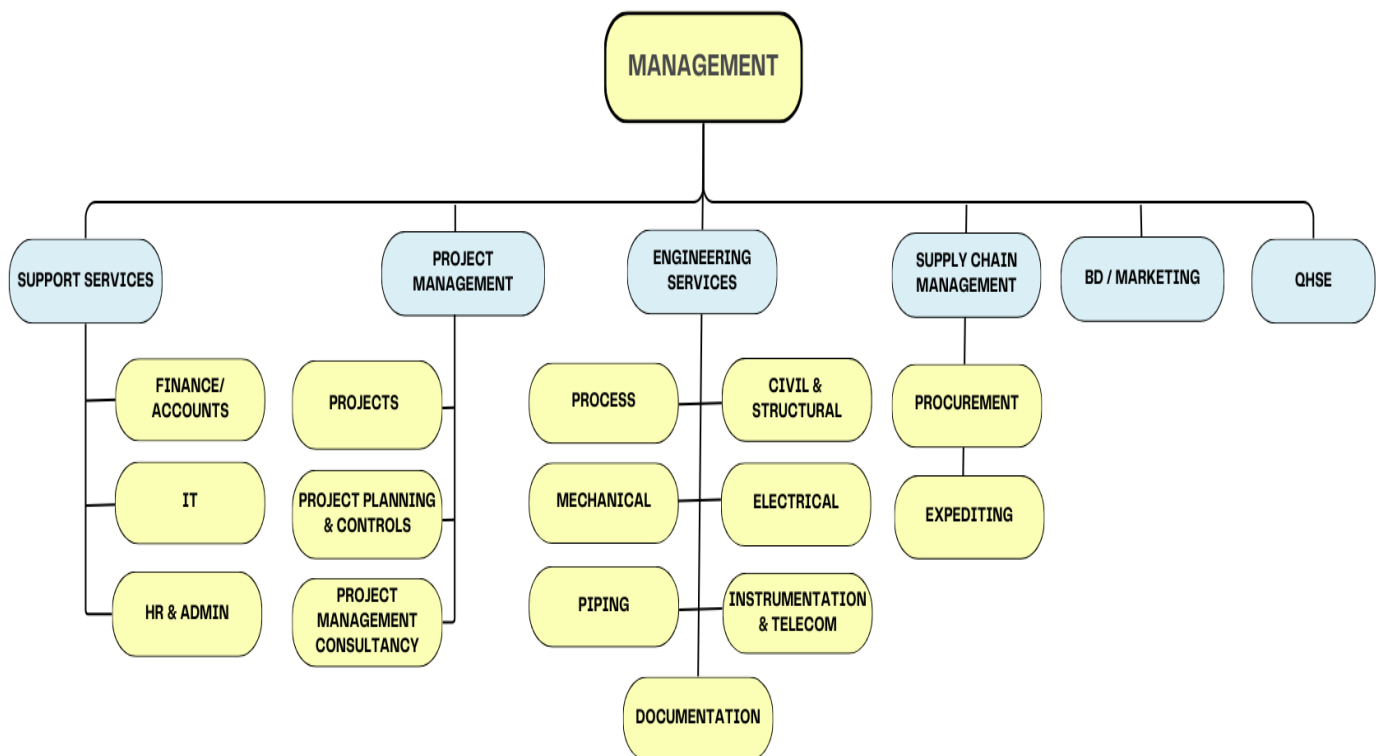 MANAGEMENT
SUPPORT SERVICES
PROJECT
MANAGEMENT
ENGINEERING
SERVICES
SUPPLY CHAIN
MANAGEMENT
BD / MARKETING
QHSE
FINANCE/
ACCOUNTS
IT
HR & ADMIN
PROJECTS
PROJECT PLANNING
& CONTROLS
PROJECT
MANAGEMENT
CONSULTANCY
PROCESS
CIVIL &
STRUCTURAL
MECHANICAL
ELECTRICAL
PIPING
INSTRUMENTATION
& TELECOM
DOCUMENTATION
PROCUREMENT
EXPEDITING